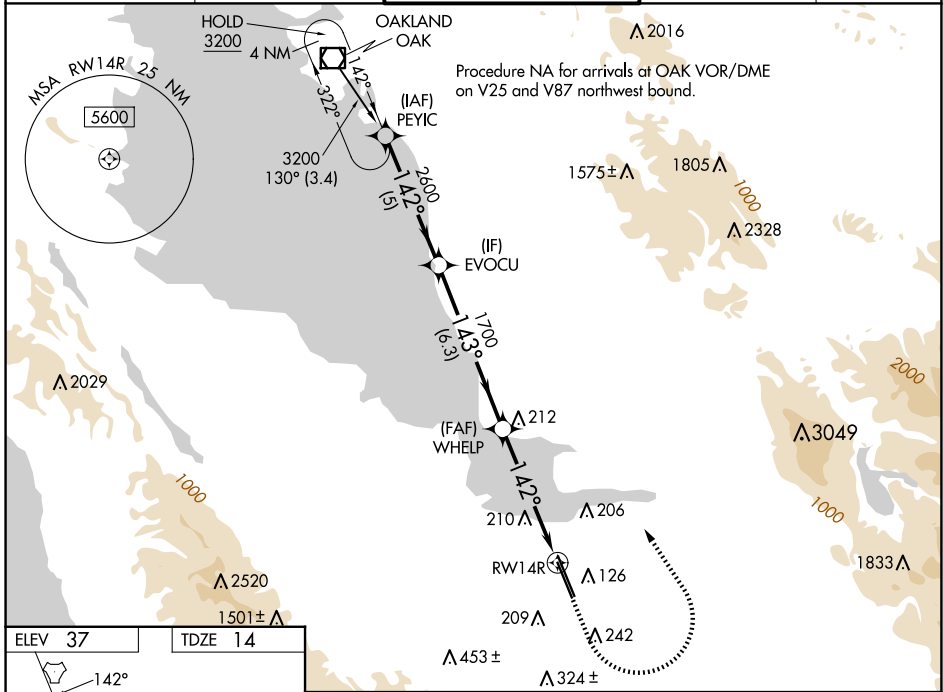 HOLD
3200
4 NM
OAKLAND
OAK
2016
MSA RW14R 25 NM
5600
Procedure NA for arrivals at OAK VOR/DME
on V25 and V87 northwest bound.
142°
322°
(IAF)
PEYIC
3200
130° (3.4)
1575 ±
1805
1000
2328
2600
142°
(5)
(IF)
EVOCU
1700
143°
(6.3)
2029
2000
212
(FAF)
WHELP
3049
142°
1000
1000
210
206
RW14R
126
1833
2520
1501 ±
209
242
ELEV 37
TDZE 14
453 ±
324 ±
142°